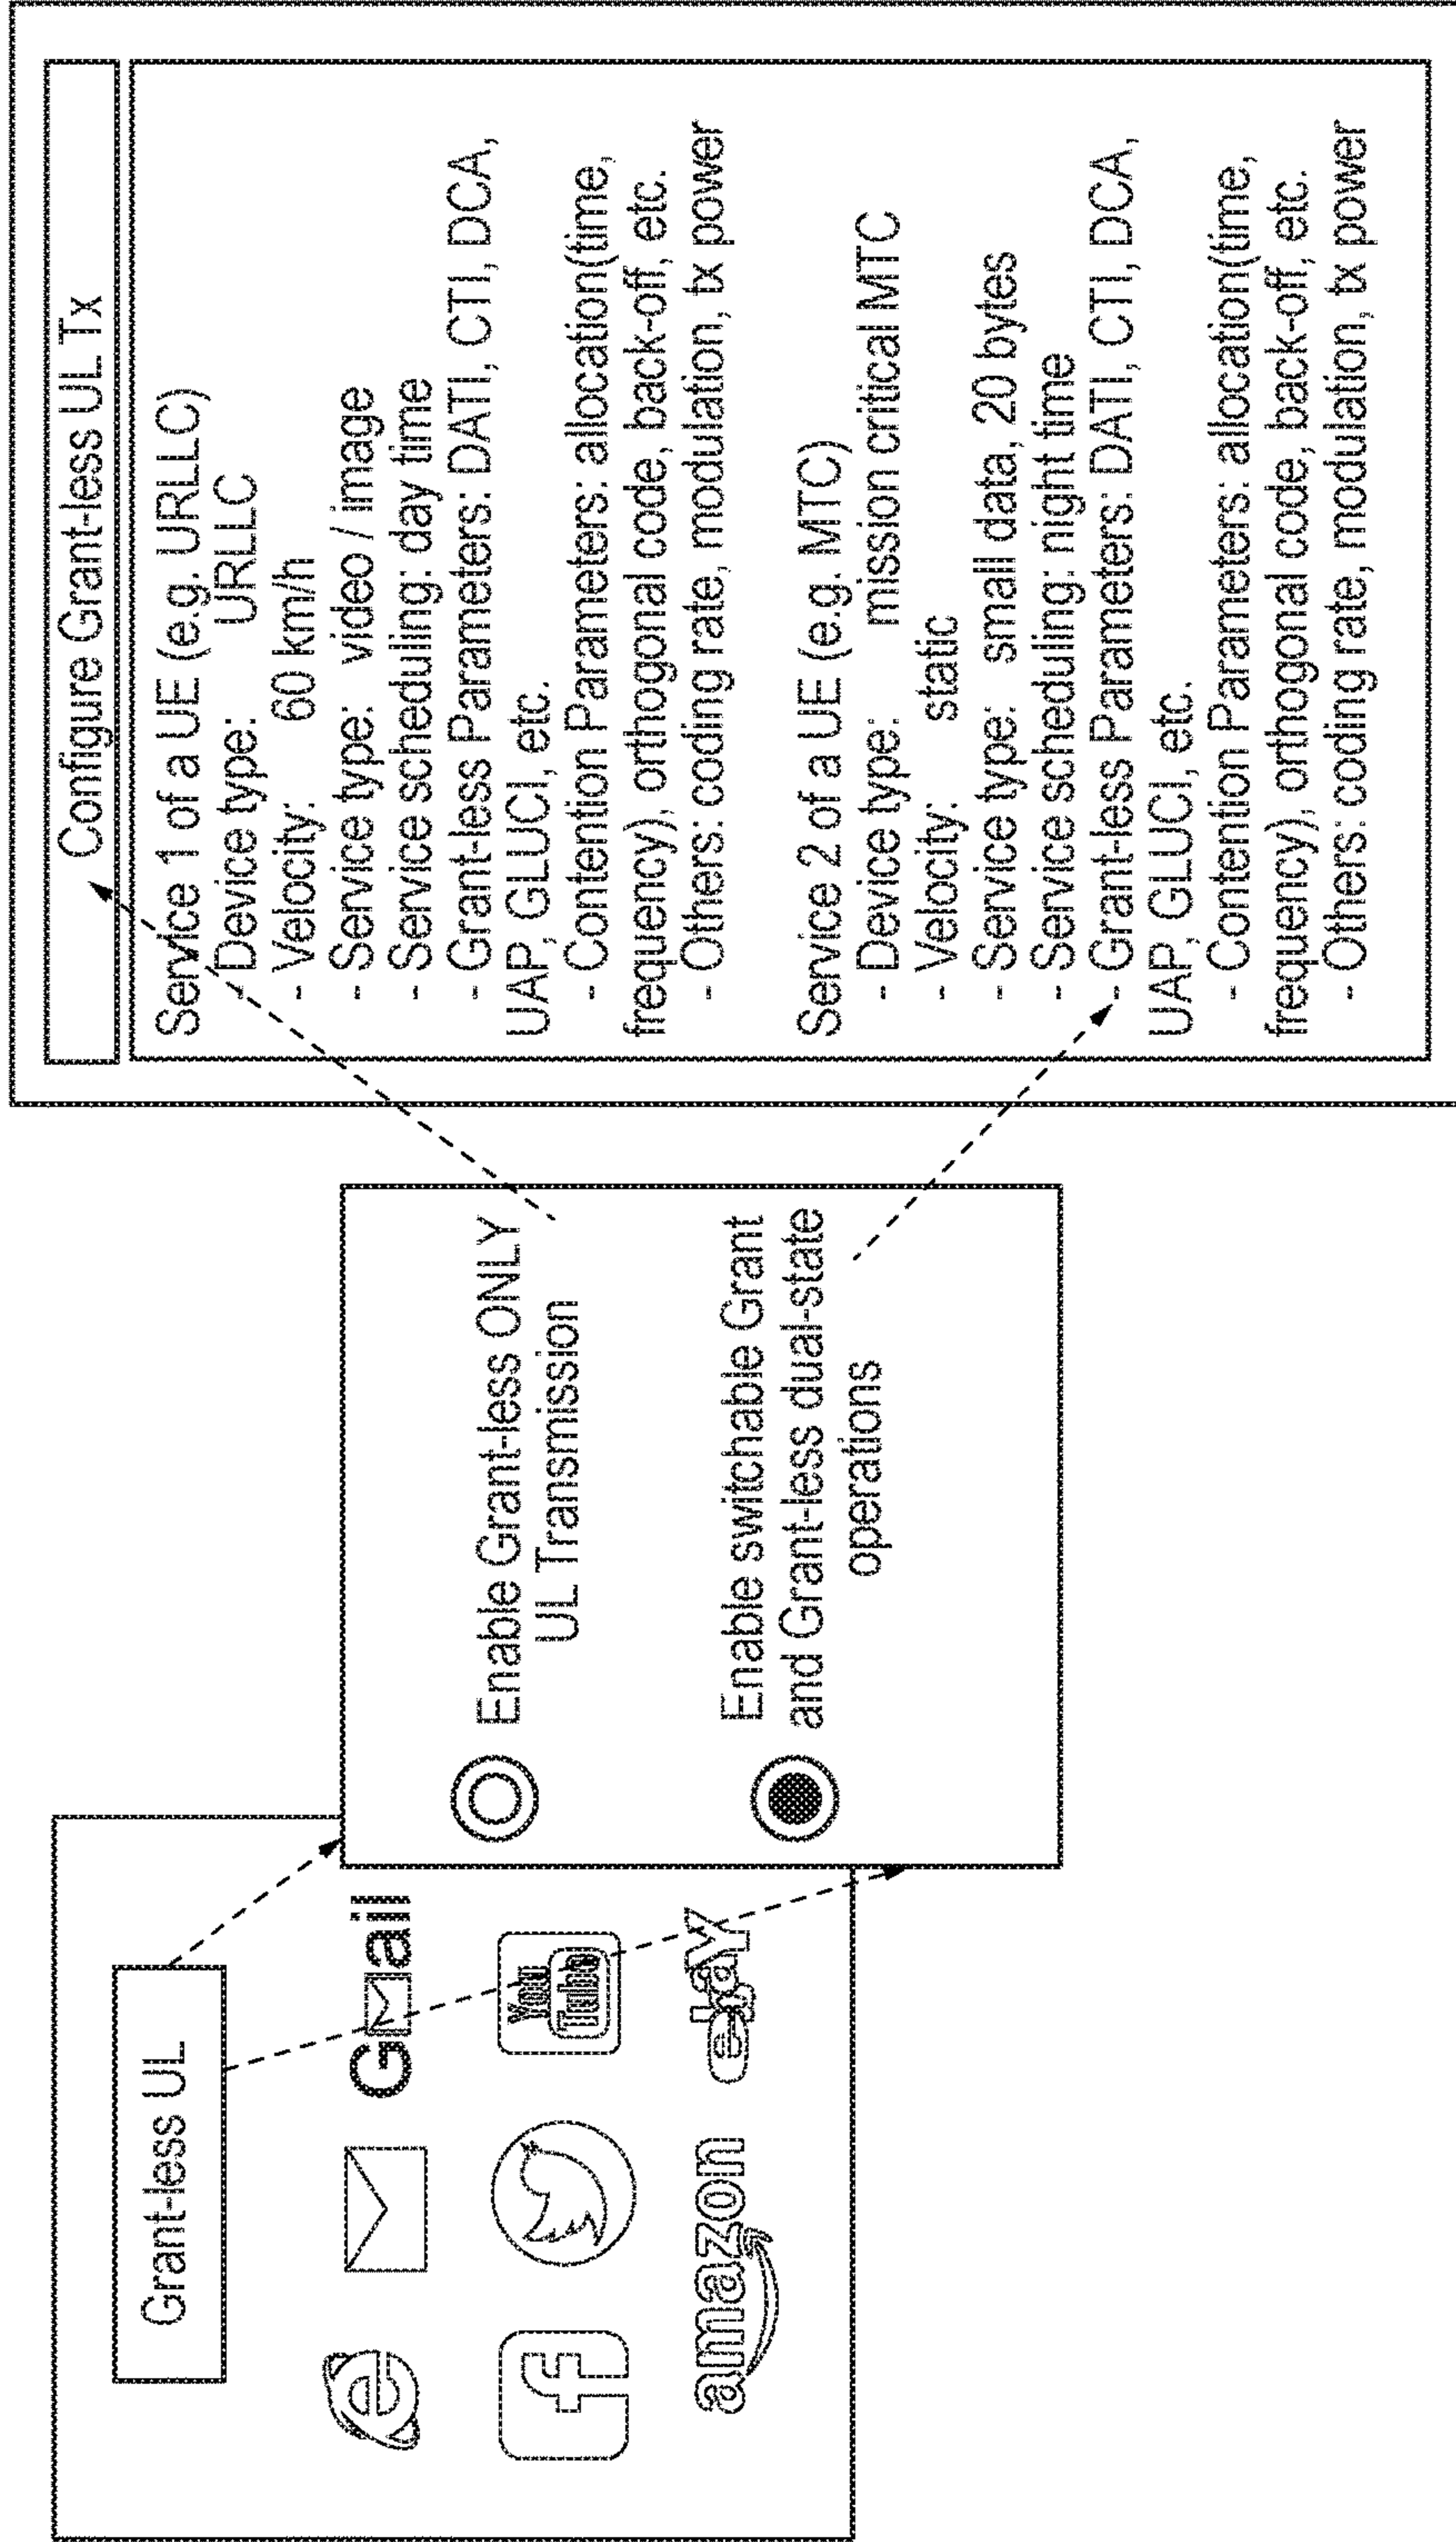 Grant-less UL
e
Gmail
f
You
Tube
amazon
ebay
Enable Grant-less ONLY
UL Transmission
Enable switchable Grant
and Grant-less dual-state
operations
Configure Grant-less UL Tx
Service 1 of a UE (e.g. URLLC)
- Device type: URLLC
- Velocity: 60 km/h
- Service type: video / image
- Service scheduling: day time
- Grant-less Parameters: DATI, CTI, DCA,
UAP, GLUCI, etc.
- Contention Parameters: allocation(time,
frequency), orthogonal code, back-off, etc.
- Others: coding rate, modulation, tx power
Service 2 of a UE (e.g. MTC)
- Device type: mission critical MTC
- Velocity: static
- Service type: small data, 20 bytes
- Service scheduling: night time
- Grant-less Parameters: DATI, CTI, DCA,
UAP, GLUCI, etc.
- Contention Parameters: allocation(time,
frequency), orthogonal code, back-off, etc.
- Others: coding rate, modulation, tx power